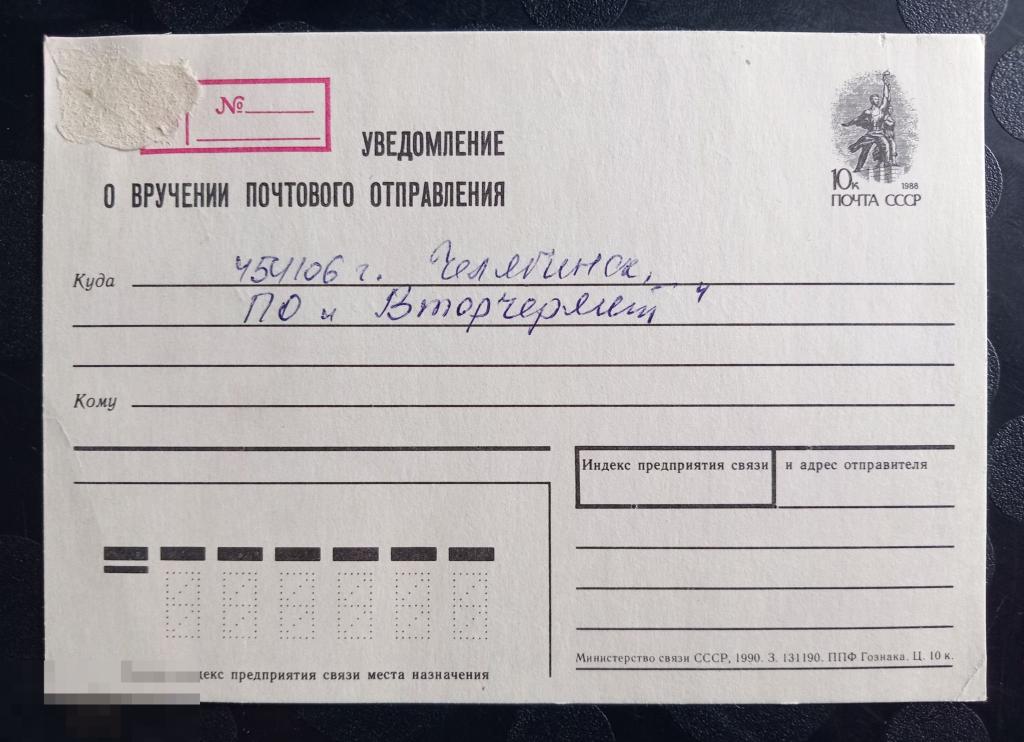 №
УВЕДОМЛЕНИЕ
О ВРУЧЕНИИ ПОЧТОВОГО ОТПРАВЛЕНИЯ
10к 1988
ПОЧТА СССР
Куда 454106 г. Челябинск,
ПО „Вторчермет"
Кому
Индекс предприятия связи и адрес отправителя
Министерство связи СССР, 1990. З. 131190. ППФ Гознака. Ц. 10 к.
декс предприятия связи места назначения